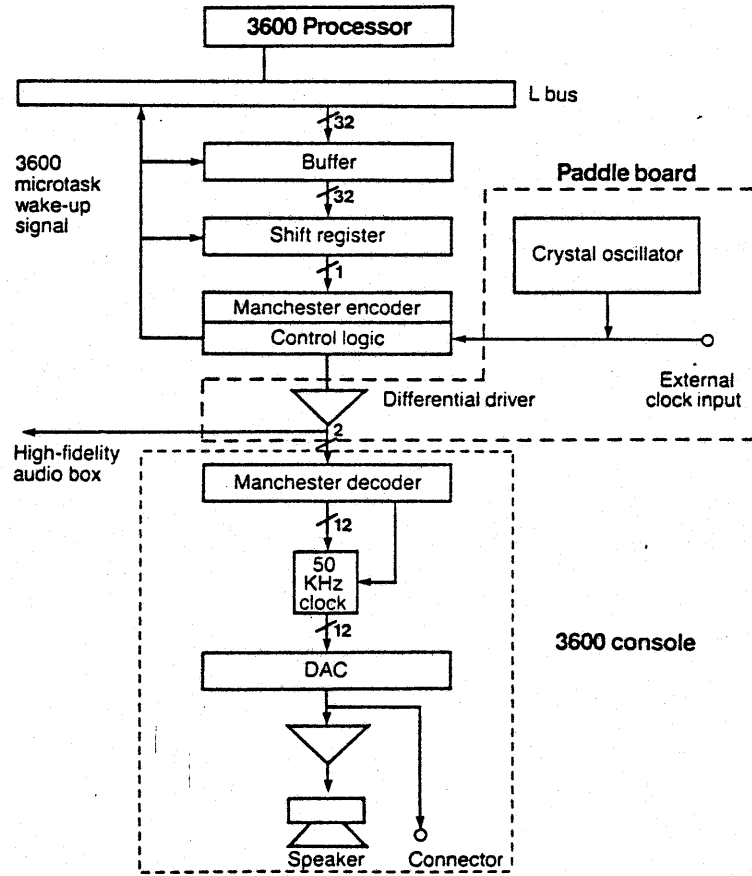 3600 Processor
L bus
32
3600
microtask
wake-up
signal
Buffer
32
Paddle board
Shift register
Crystal oscillator
1
Manchester encoder
Control logic
External
clock input
Differential driver
2
High-fidelity
audio box
Manchester decoder
12
50
KHz
clock
12
3600 console
DAC
Speaker
Connector